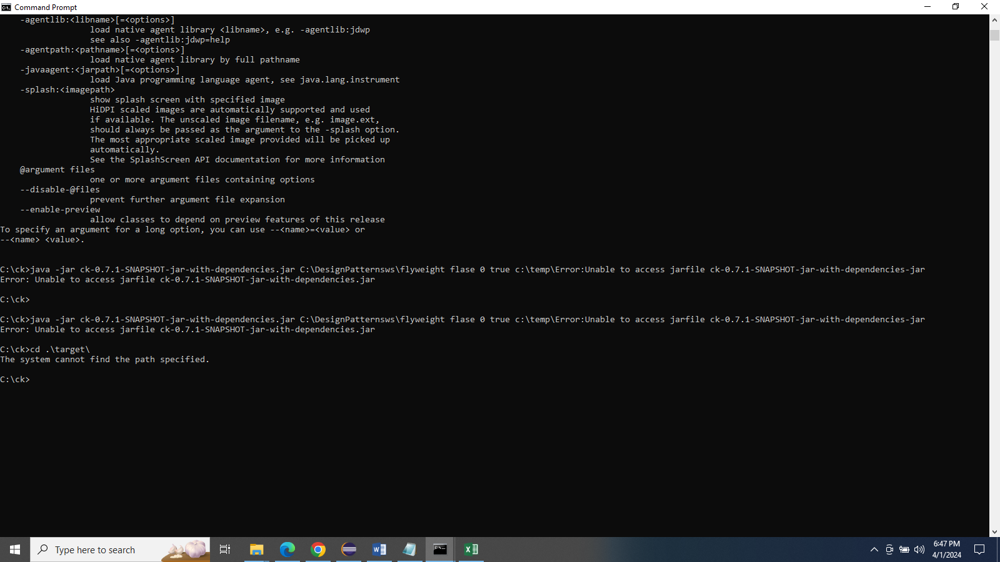 Command Prompt
-agentlib:<libname>[=<options>]
load native agent library <libname>, e.g. -agentlib:jdwp
see also -agentlib:jdwp=help
-agentpath:<pathname>[=<options>]
load native agent library by full pathname
-javaagent:<jarpath>[=<options>]
load Java programming language agent, see java.lang.instrument
-splash:<imagepath>
show splash screen with specified image
HiDPI scaled images are automatically supported and used
if available. The unscaled image filename, e.g. image.ext,
should always be passed as the argument to the -splash option.
The most appropriate scaled image provided will be picked up
automatically.
See the SplashScreen API documentation for more information
@argument files
one or more argument files containing options
--disable-@files
prevent further argument file expansion
--enable-preview
allow classes to depend on preview features of this release
To specify an argument for a long option, you can use --<name>=<value> or
--<name> <value>.
C:\ck>java -jar ck-0.7.1-SNAPSHOT-jar-with-dependencies.jar C:\DesignPatternsws\flyweight flase 0 true c:\temp\Error:Unable to access jarfile ck-0.7.1-SNAPSHOT-jar-with-dependencies-jar
Error: Unable to access jarfile ck-0.7.1-SNAPSHOT-jar-with-dependencies.jar
C:\ck>
C:\ck>java -jar ck-0.7.1-SNAPSHOT-jar-with-dependencies.jar C:\DesignPatternsws\flyweight flase 0 true c:\temp\Error:Unable to access jarfile ck-0.7.1-SNAPSHOT-jar-with-dependencies-jar
Error: Unable to access jarfile ck-0.7.1-SNAPSHOT-jar-with-dependencies.jar
C:\ck>cd .\target\
The system cannot find the path specified.
C:\ck>
Type here to search
6:47 PM
4/1/2024